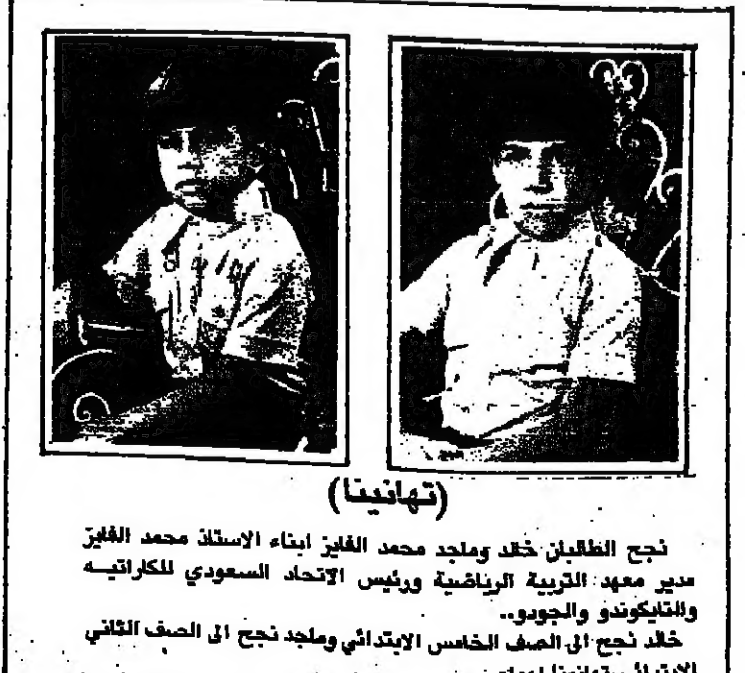 (تهانينا)
نجح الطالبان خالد وماجد محمد الفايز ابناء الاستاذ محمد الفايز
مدير معهد التربية الرياضية ورئيس الاتحاد السعودي للكاراتيه
والتايكوندو والجودو..
خالد نجح الى الصف الخامس الابتدائي وماجد نجح الى الصف الثاني